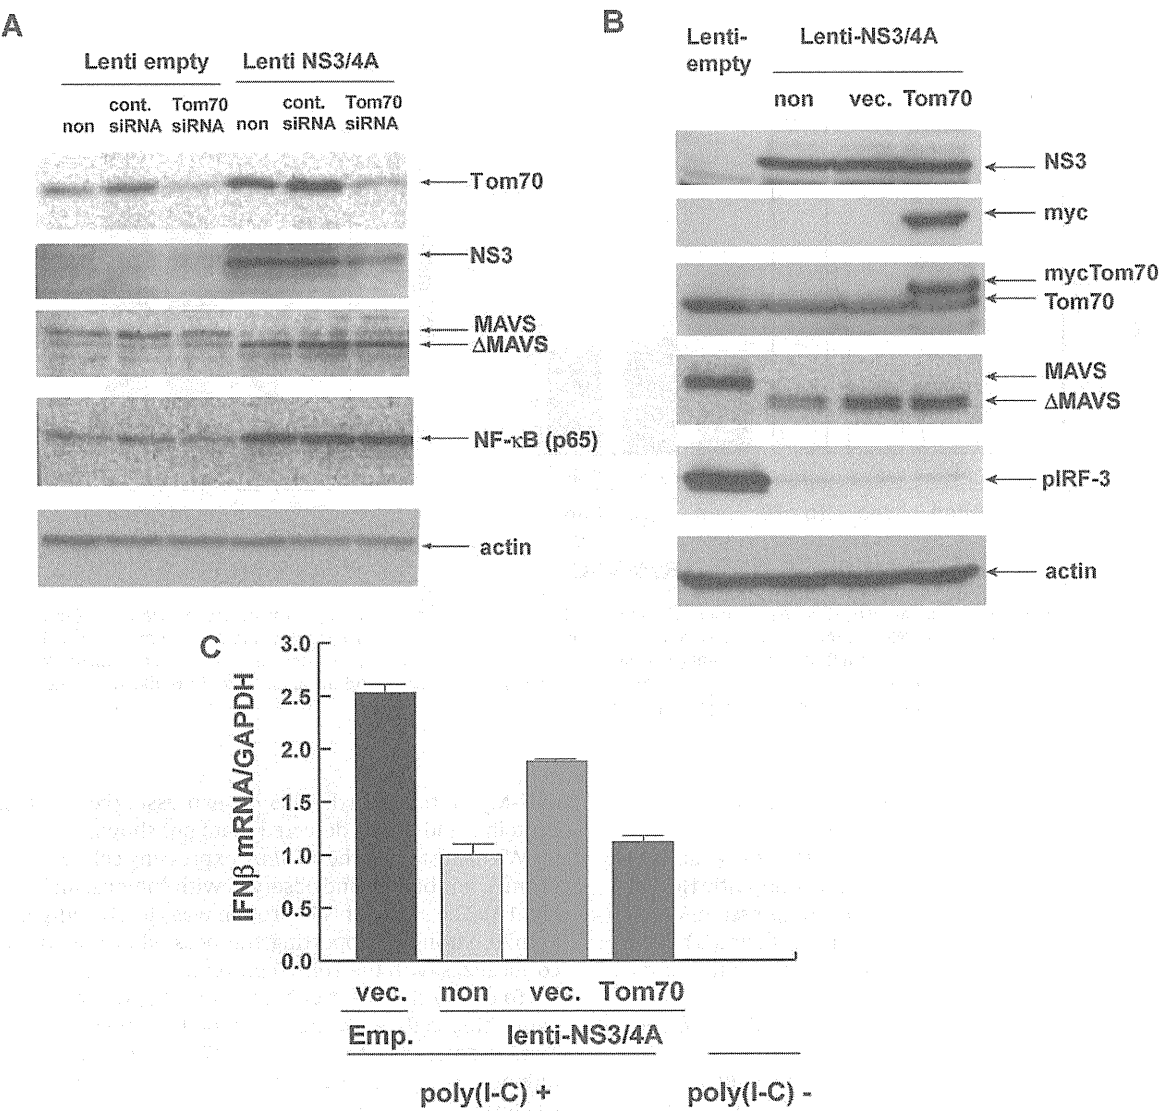 A
Lenti empty
Lenti NS3/4A
non
cont.
siRNA
Tom70
siRNA
non
cont.
siRNA
Tom70
siRNA
Tom70
NS3
MAVS
ΔMAVS
NF-κB (p65)
actin
B
Lenti-
empty
Lenti-NS3/4A
non vec. Tom70
NS3
myc
mycTom70
Tom70
MAVS
ΔMAVS
pIRF-3
actin
C
IFNβ mRNA/GAPDH
3.0
2.5
2.0
1.5
1.0
0.5
0.0
vec. non vec. Tom70
Emp. lenti-NS3/4A
poly(I-C) + poly(I-C) -